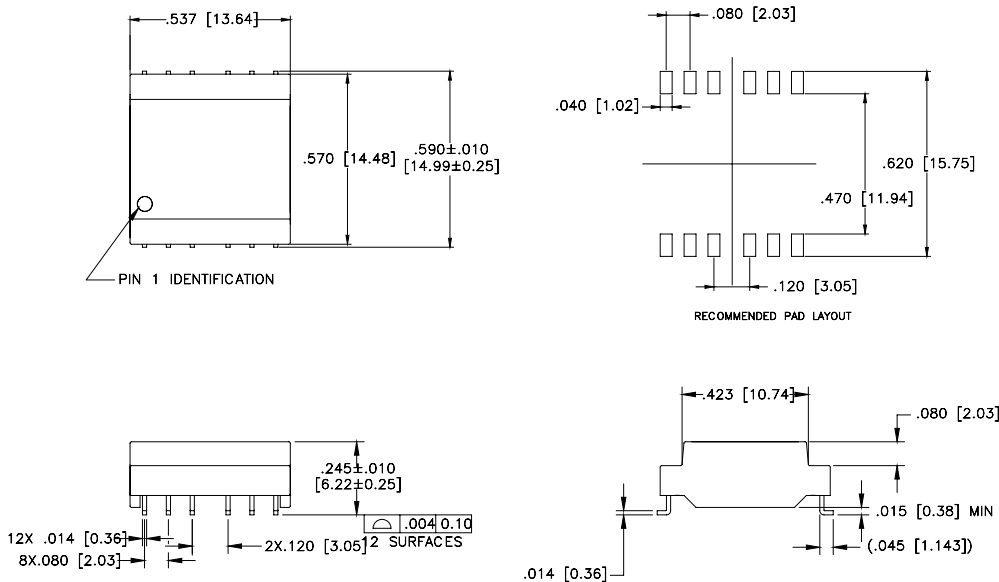 .537 [13.64]
.080 [2.03]
.040 [1.02]
.570 [14.48]
.590±.010
[14.99±0.25]
.620 [15.75]
.470 [11.94]
PIN 1 IDENTIFICATION
.120 [3.05]
RECOMMENDED PAD LAYOUT
.423 [10.74]
.080 [2.03]
.245±.010
[6.22±0.25]
.004 0.10
12 SURFACES
12X .014 [0.36]
2X.120 [3.05]
8X.080 [2.03]
.015 [0.38] MIN
(.045 [1.143])
.014 [0.36]